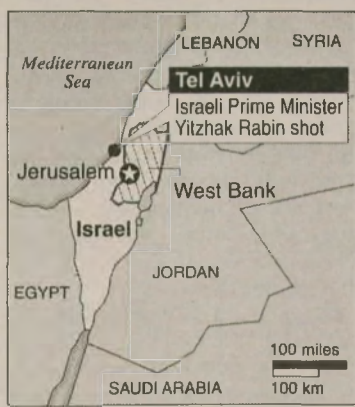 LEBANON
SYRIA
Mediterranean
Sea
Tel Aviv
Israeli Prime Minister
Yitzhak Rabin shot
Jerusalem
West Bank
Israel
JORDAN
EGYPT
100 miles
100 km
SAUDI ARABIA